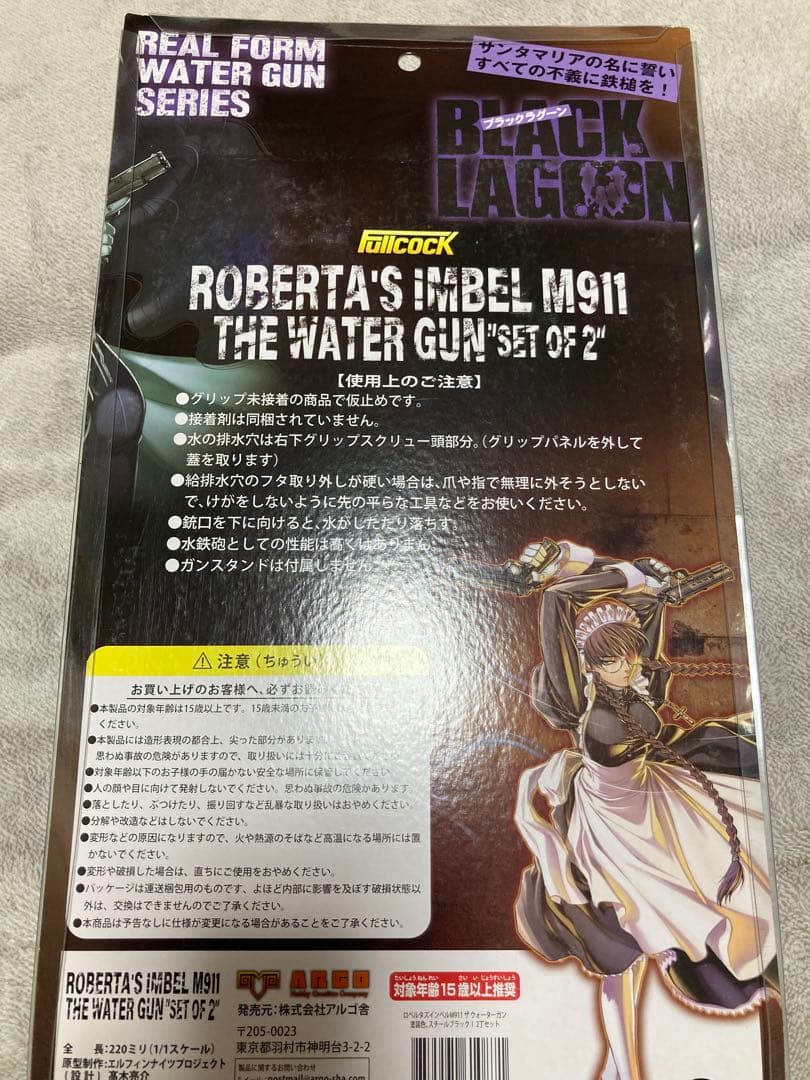 REAL FORM
WATER GUN
SERIES
サンタマリアの名に誓い
すべての不義に鉄槌を！
ブラックラグーン
BLACK
LAGOON
Fullcock
ROBERTA'S IMBEL M911
THE WATER GUN"SET OF 2"
【使用上のご注意】
●グリップ未接着の商品で仮止めです。
●接着剤は同梱されていません。
●水の排水穴は右下グリップスクリュー頭部分。（グリップパネルを外して
蓋を取ります）
●給排水穴のフタ取り外しが硬い場合は、爪や指で無理に外そうとしない
で、けがをしないように先の平らな工具などをお使いください。
●銃口を下に向けると、水がしたたり落ちす。
●水鉄砲としての性能は高くはありません
●ガンスタンドは付属しません。
⚠ 注意（ちゅうい
お買い上げのお客様へ、必ずお
●本製品の対象年齢は15歳以上です。15歳未満のお子様
ください。
●本製品には造形表現の都合上、尖った部分がありま
思わぬ事故の危険がありますので、取り扱いには十分に
●対象年齢以下のお子様の手の届かない安全な場所に保管してください
●人の顔や目に向けて発射しないでください。思わぬ事故の危険があります。
●落としたり、ぶつけたり、振り回すなど乱暴な取り扱いはおやめください。
●分解や改造などはしないでください。
●変形などの原因になりますので、火や熱源のそばなど高温になる場所には置
かないでください。
●変形や破損した場合は、直ちにご使用をおやめください。
●パッケージは運送梱包用のものです、よほど内部に影響を及ぼす破損状態以
外は、交換はできませんのでご了承ください。
●本商品は予告なしに仕様が変更になる場合があることをご了承ください。
ROBERTA'S IMBEL M911
THE WATER GUN"SET OF 2"
全　長：220ミリ（1/1スケール）
原型制作：エルフィンナイツプロジェクト
（設計）髙木亮介
ARGO
発売元：株式会社アルゴ舎
〒205-0023
東京都羽村市神明台3-2-2
製品に関するお問い合わせ
Eメール：postmail@argo-sha.com
たいしょうねんれい さい いじょうすいしょう
対象年齢15歳以上推奨
ロベルタズインベルM911 ザ ウォーターガン
塗装色、スチールブラック｜2丁セット